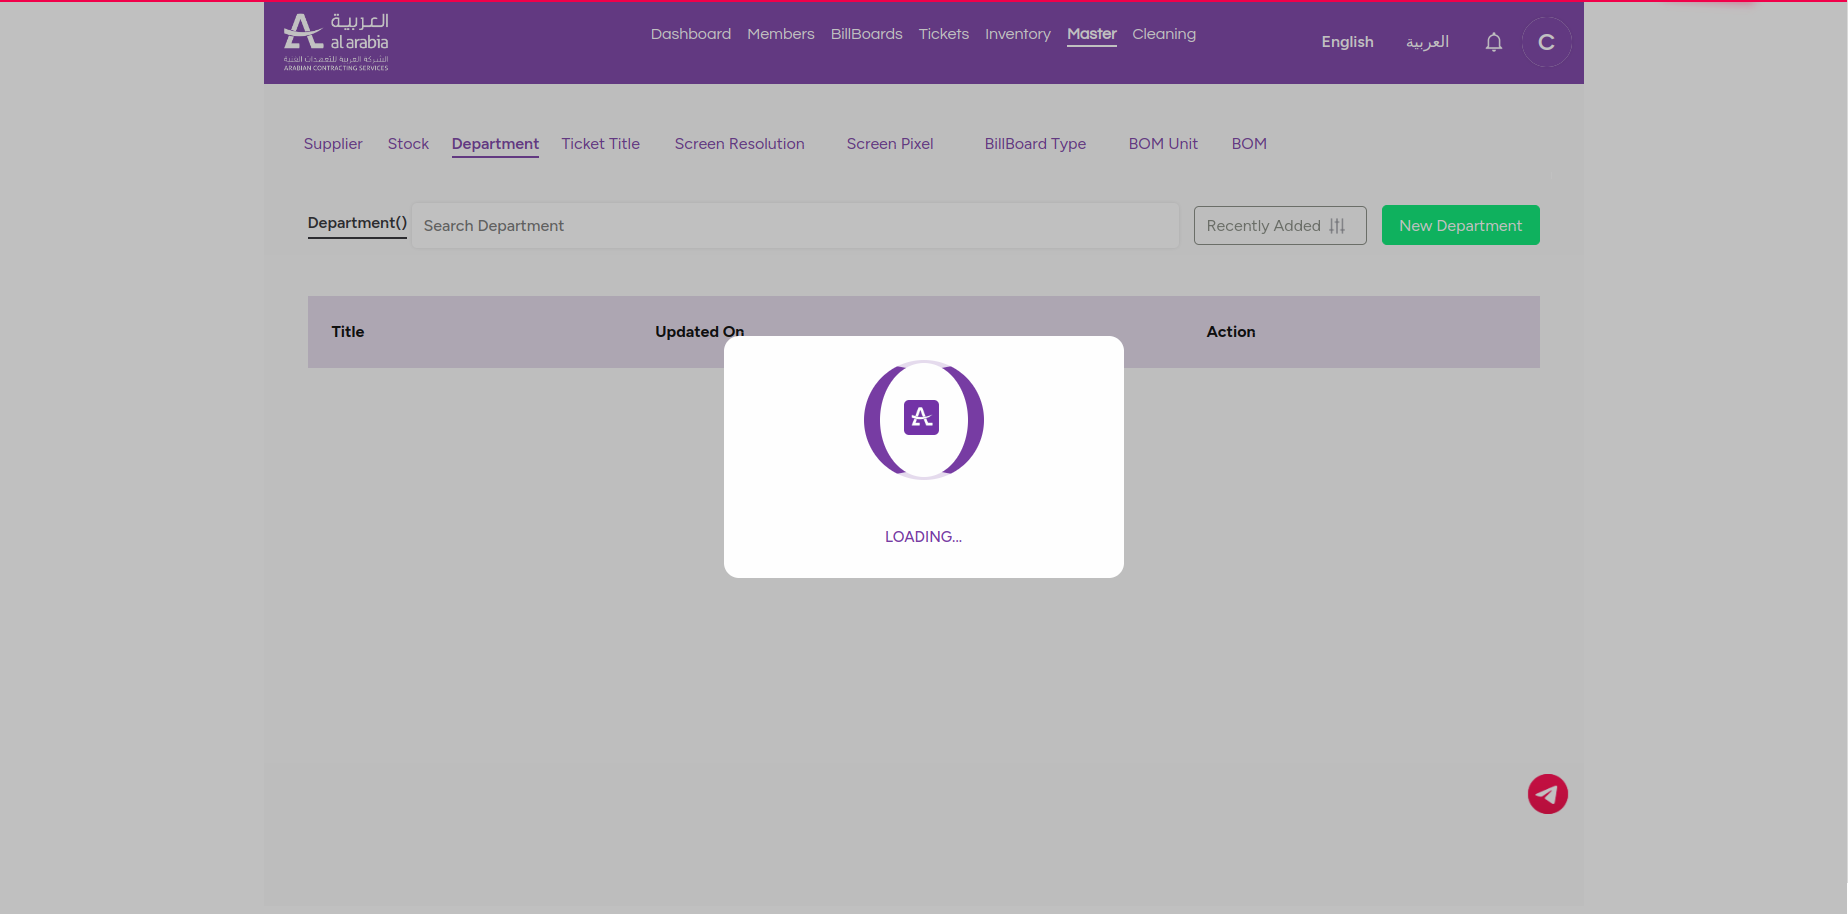 العربية
al arabia
الشركة العربية للتعهدات الفنية
ARABIAN CONTRACTING SERVICES
Dashboard Members BillBoards Tickets Inventory Master Cleaning
English العربية C
Supplier Stock Department Ticket Title Screen Resolution Screen Pixel BillBoard Type BOM Unit BOM
Department() Search Department Recently Added New Department
Title Updated On Action
LOADING...